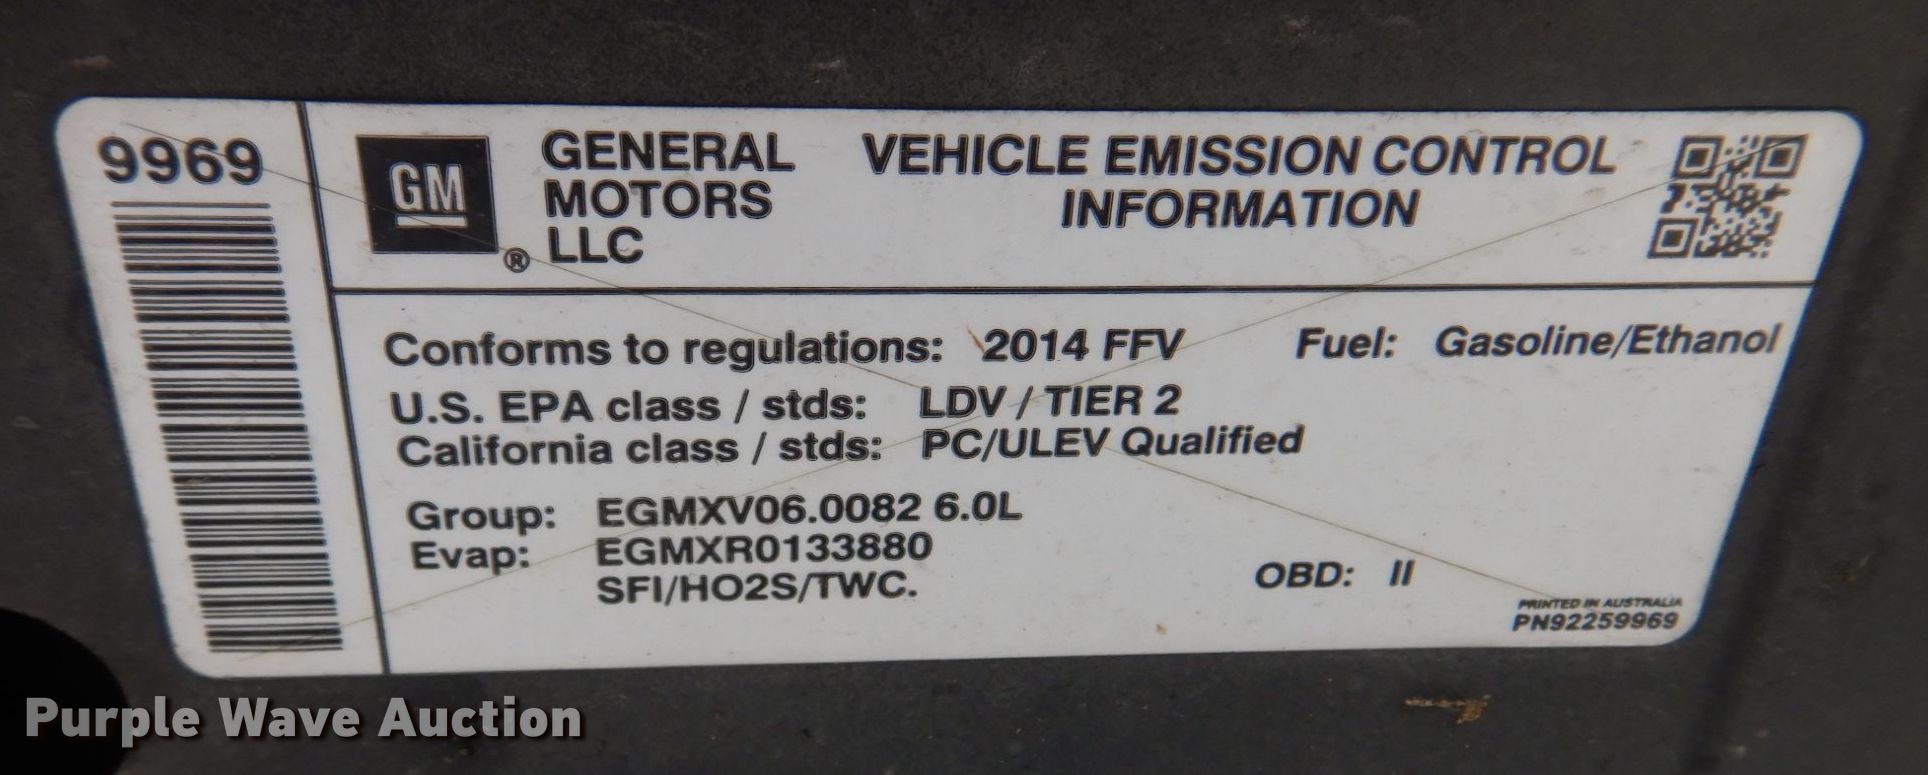 9969
GM
®
GENERAL
MOTORS
LLC
VEHICLE EMISSION CONTROL
INFORMATION
Conforms to regulations: 2014 FFV Fuel: Gasoline/Ethanol
U.S. EPA class / stds: LDV / TIER 2
California class / stds: PC/ULEV Qualified
Group: EGMXV06.0082 6.0L
Evap: EGMXR0133880
SFI/HO2S/TWC.
OBD: II
PRINTED IN AUSTRALIA
PN92259969
Purple Wave Auction